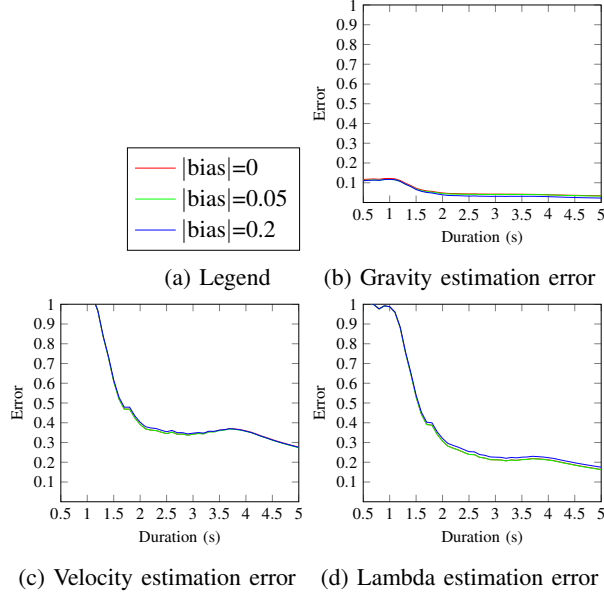 |bias|=0
|bias|=0.05
|bias|=0.2
(a) Legend
1
0.9
0.8
0.7
0.6
0.5
0.4
0.3
0.2
0.1
Error
0.5 1 1.5 2 2.5 3 3.5 4 4.5 5
Duration (s)
(b) Gravity estimation error
1
0.9
0.8
0.7
0.6
0.5
0.4
0.3
0.2
0.1
Error
0.5 1 1.5 2 2.5 3 3.5 4 4.5 5
Duration (s)
(c) Velocity estimation error
1
0.9
0.8
0.7
0.6
0.5
0.4
0.3
0.2
0.1
Error
0.5 1 1.5 2 2.5 3 3.5 4 4.5 5
Duration (s)
(d) Lambda estimation error